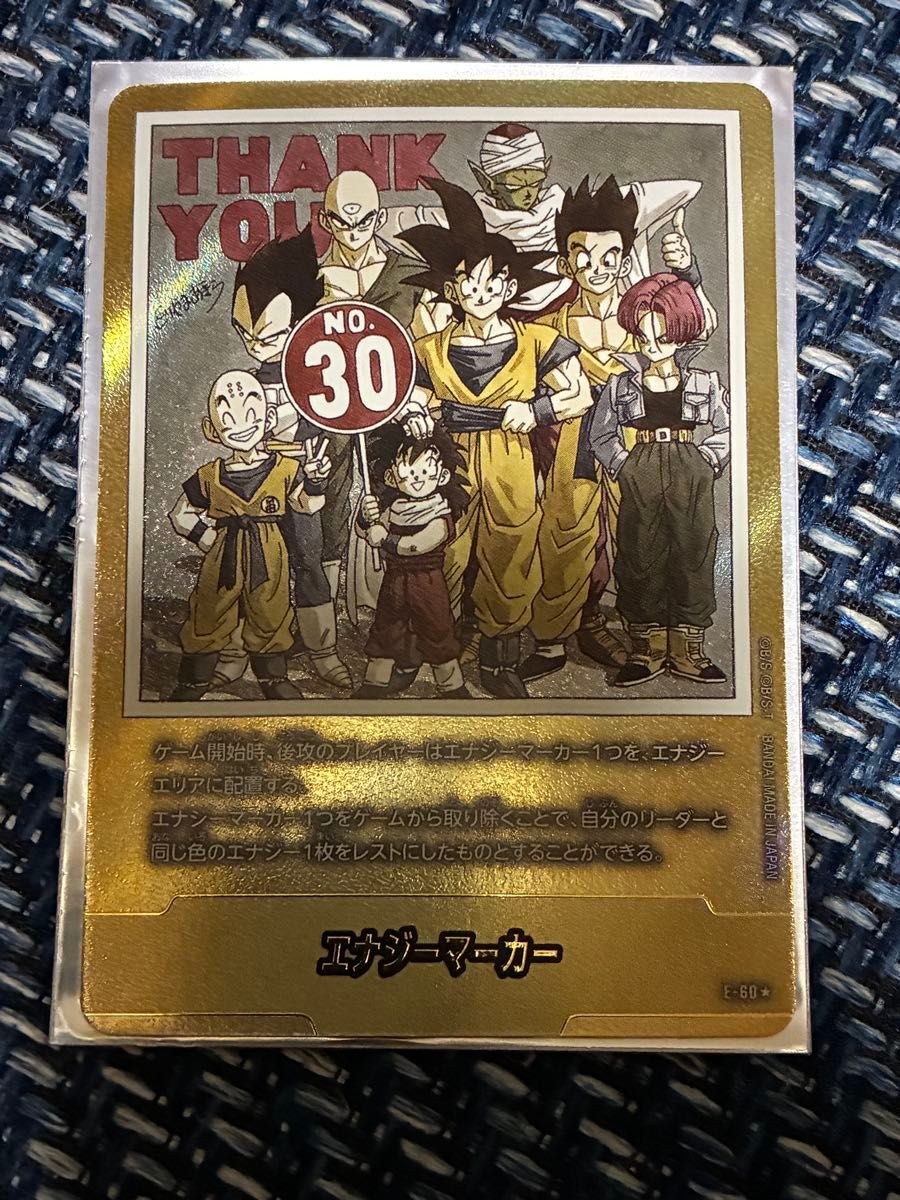 THANK
YOU
NO.
30
ゲーム開始時、後攻のプレイヤーはエナジーマーカー1つを、エナジー
エリアに配置する。
エナジーマーカー1つをゲームから取り除くことで、自分のリーダーと
同じ色のエナジー1枚をレストにしたものとすることができる。
エナジーマーカー
E-60★
©B/S ©B/S・T BANDAI MADE IN JAPAN